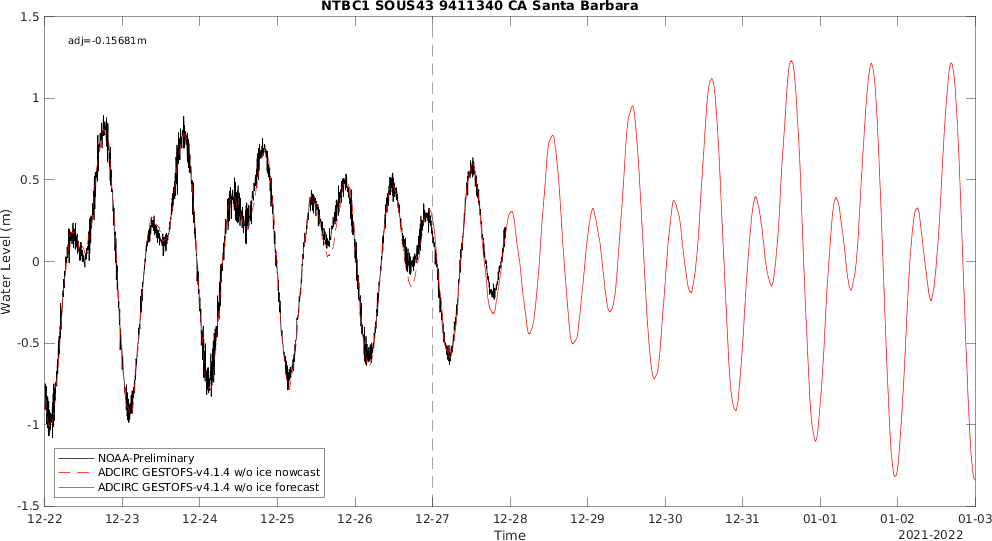 NTBC1 SOUS43 9411340 CA Santa Barbara
adj=-0.15681m
1.5
1
0.5
0
-0.5
-1
-1.5
Water Level (m)
NOAA-Preliminary
ADCIRC GESTOFS-v4.1.4 w/o ice nowcast
ADCIRC GESTOFS-v4.1.4 w/o ice forecast
12-22 12-23 12-24 12-25 12-26 12-27 12-28 12-29 12-30 12-31 01-01 01-02 01-03
Time
2021-2022